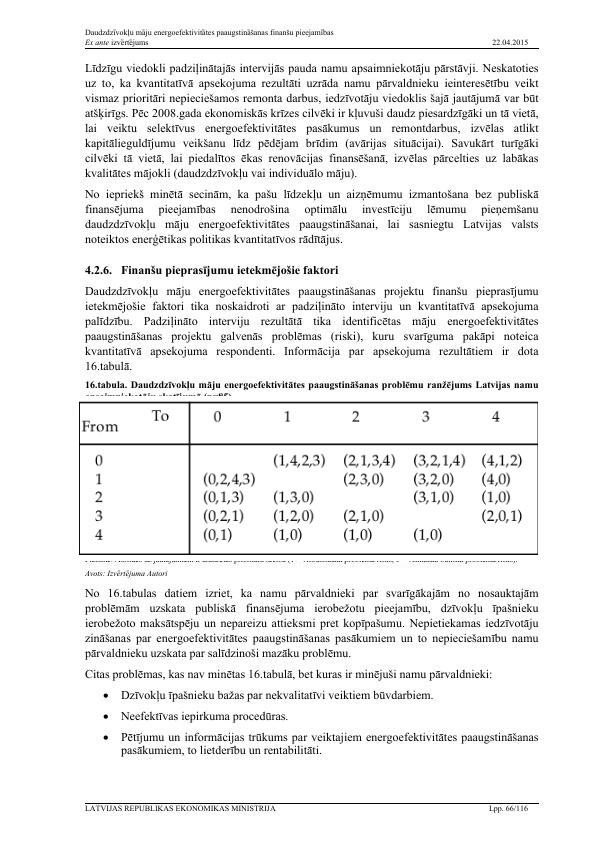 Daudzdzīvokļu māju energoefektivitātes paaugstināšanas finanšu pieejamības
Ex ante izvērtējums 22.04.2015
Līdzīgu viedokli padziļinātajās intervijās pauda namu apsaimniekotāju pārstāvji. Neskatoties
uz to, ka kvantitatīvā apsekojuma rezultāti uzrāda namu pārvaldnieku ieinteresētību veikt
vismaz prioritāri nepieciešamos remonta darbus, iedzīvotāju viedoklis šajā jautājumā var būt
atšķirīgs. Pēc 2008.gada ekonomiskās krīzes cilvēki ir kļuvuši daudz piesardzīgāki un tā vietā,
lai veiktu selektīvus energoefektivitātes pasākumus un remontdarbus, izvēlas atlikt
kapitālieguldījumu veikšanu līdz pēdējam brīdim (avārijas situācijai). Savukārt turīgāki
cilvēki tā vietā, lai piedalītos ēkas renovācijas finansēšanā, izvēlas pārcelties uz labākas
kvalitātes mājokli (daudzdzīvokļu vai individuālo māju).
No iepriekš minētā secinām, ka pašu līdzekļu un aizņēmumu izmantošana bez publiskā
finansējuma pieejamības nenodrošina optimālu investīciju lēmumu pieņemšanu
daudzdzīvokļu māju energoefektivitātes paaugstināšanai, lai sasniegtu Latvijas valsts
noteiktos enerģētikas politikas kvantitatīvos rādītājus.
4.2.6. Finanšu pieprasījumu ietekmējošie faktori
Daudzdzīvokļu māju energoefektivitātes paaugstināšanas projektu finanšu pieprasījumu
ietekmējošie faktori tika noskaidroti ar padziļināto interviju un kvantitatīvā apsekojuma
palīdzību. Padziļināto interviju rezultātā tika identificētas māju energoefektivitātes
paaugstināšanas projektu galvenās problēmas (riski), kuru svarīguma pakāpi noteica
kvantitatīvā apsekojuma respondenti. Informācija par apsekojuma rezultātiem ir dota
16.tabulā.
16.tabula. Daudzdzīvokļu māju energoefektivitātes paaugstināšanas problēmu ranžējums Latvijas namu
From To 0 1 2 3 4
0 (1,4,2,3) (2,1,3,4) (3,2,1,4) (4,1,2)
1 (0,2,4,3) (2,3,0) (3,2,0) (4,0)
2 (0,1,3) (1,3,0) (3,1,0) (1,0)
3 (0,2,1) (1,2,0) (2,1,0) (2,0,1)
4 (0,1) (1,0) (1,0) (1,0)
Avots: Izvērtējuma Autori
No 16.tabulas datiem izriet, ka namu pārvaldnieki par svarīgākajām no nosauktajām
problēmām uzskata publiskā finansējuma ierobežotu pieejamību, dzīvokļu īpašnieku
ierobežoto maksātspēju un nepareizu attieksmi pret kopīpašumu. Nepietiekamas iedzīvotāju
zināšanas par energoefektivitātes paaugstināšanas pasākumiem un to nepieciešamību namu
pārvaldnieku uzskata par salīdzinoši mazāku problēmu.
Citas problēmas, kas nav minētas 16.tabulā, bet kuras ir minējuši namu pārvaldnieki:
• Dzīvokļu īpašnieku bažas par nekvalitatīvi veiktiem būvdarbiem.
• Neefektīvas iepirkuma procedūras.
• Pētījumu un informācijas trūkums par veiktajiem energoefektivitātes paaugstināšanas
pasākumiem, to lietderību un rentabilitāti.
LATVIJAS REPUBLIKAS EKONOMIKAS MINISTRIJA Lpp. 66/116